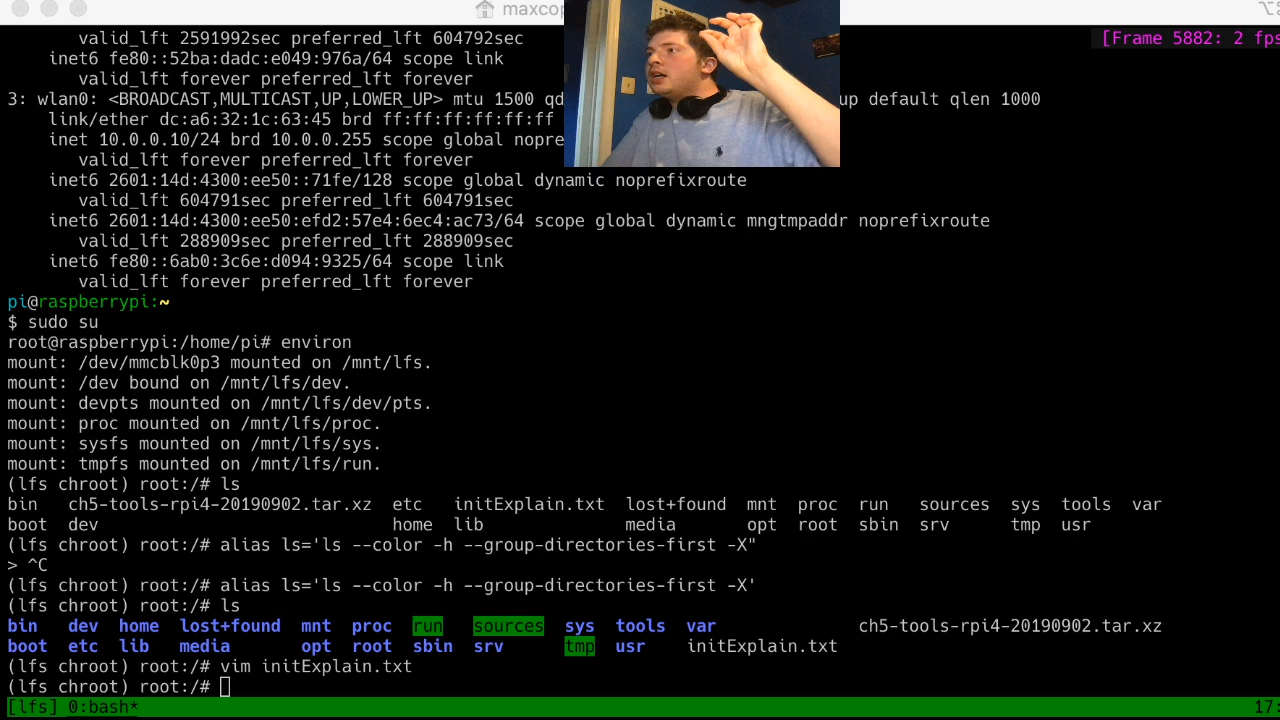 maxcop
valid_lft 2591992sec preferred_lft 604792sec
[Frame 5882: 2 fps
inet6 fe80::52ba:dadc:e049:976a/64 scope link
valid_lft forever preferred_lft forever
3: wlan0: <BROADCAST,MULTICAST,UP,LOWER_UP> mtu 1500 qd up default qlen 1000
link/ether dc:a6:32:1c:63:45 brd ff:ff:ff:ff:ff:ff
inet 10.0.0.10/24 brd 10.0.0.255 scope global nopre
valid_lft forever preferred_lft forever
inet6 2601:14d:4300:ee50::71fe/128 scope global dynamic noprefixroute
valid_lft 604791sec preferred_lft 604791sec
inet6 2601:14d:4300:ee50:efd2:57e4:6ec4:ac73/64 scope global dynamic mngtmpaddr noprefixroute
valid_lft 288909sec preferred_lft 288909sec
inet6 fe80::6ab0:3c6e:d094:9325/64 scope link
valid_lft forever preferred_lft forever
pi@raspberrypi:~
$ sudo su
root@raspberrypi:/home/pi# environ
mount: /dev/mmcblk0p3 mounted on /mnt/lfs.
mount: /dev bound on /mnt/lfs/dev.
mount: devpts mounted on /mnt/lfs/dev/pts.
mount: proc mounted on /mnt/lfs/proc.
mount: sysfs mounted on /mnt/lfs/sys.
mount: tmpfs mounted on /mnt/lfs/run.
(lfs chroot) root:/# ls
bin ch5-tools-rpi4-20190902.tar.xz etc initExplain.txt lost+found mnt proc run sources sys tools var
boot dev home lib media opt root sbin srv tmp usr
(lfs chroot) root:/# alias ls='ls --color -h --group-directories-first -X"
> ^C
(lfs chroot) root:/# alias ls='ls --color -h --group-directories-first -X'
(lfs chroot) root:/# ls
bin dev home lost+found mnt proc run sources sys tools var ch5-tools-rpi4-20190902.tar.xz
boot etc lib media opt root sbin srv tmp usr initExplain.txt
(lfs chroot) root:/# vim initExplain.txt
(lfs chroot) root:/#
[lfs] 0:bash* 17: